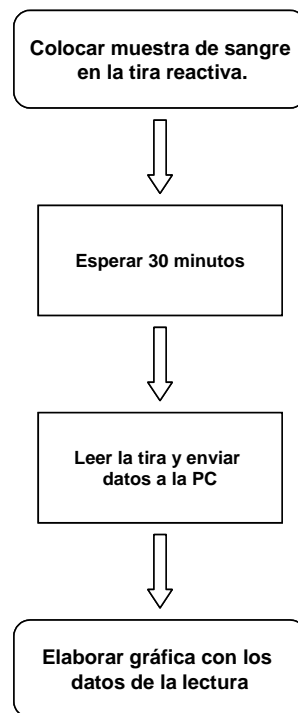 Colocar muestra de sangre
en la tira reactiva.
Esperar 30 minutos
Leer la tira y enviar
datos a la PC
Elaborar gráfica con los
datos de la lectura